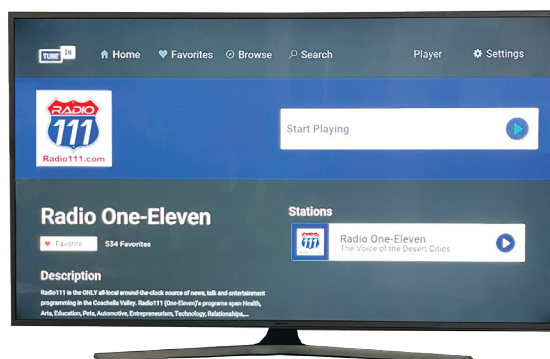 TUNE IN
Home Favorites Browse Search Player Settings
RADIO
111
Radio111.com
Start Playing
Radio One-Eleven
Favorite 534 Favorites
Stations
111
Radio One-Eleven
The Voice of the Desert Cities
Description
Radio111 is the ONLY all-local around-the-clock source of news, talk and entertainment
programming in the Coachella Valley. Radio111 (One-Eleven)'s programs span Health,
Arts, Education, Pets, Automotive, Entrepreneurism, Technology, Relationships,...